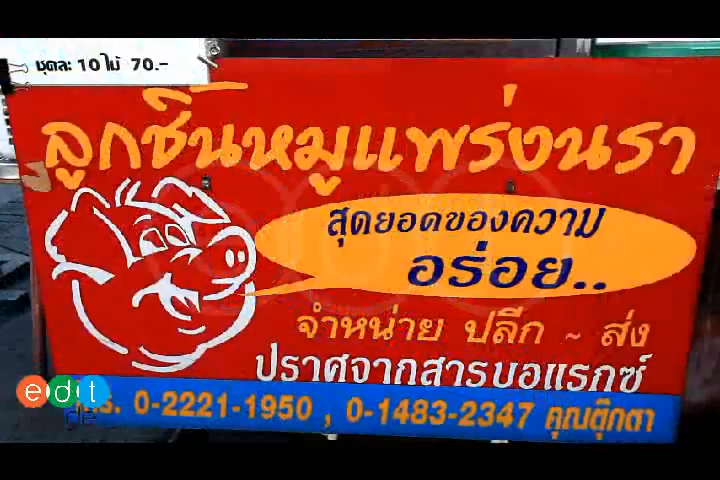 ชุดละ 10 ไม้ 70.-
ลูกชิ้นหมูแพร่งนรา
สุดยอดของความ
อร่อย..
จำหน่าย ปลีก ~ ส่ง
ปราศจากสารบอแรกซ์
0-2221-1950 , 0-1483-2347 คุณตุ๊กตา
edt
de